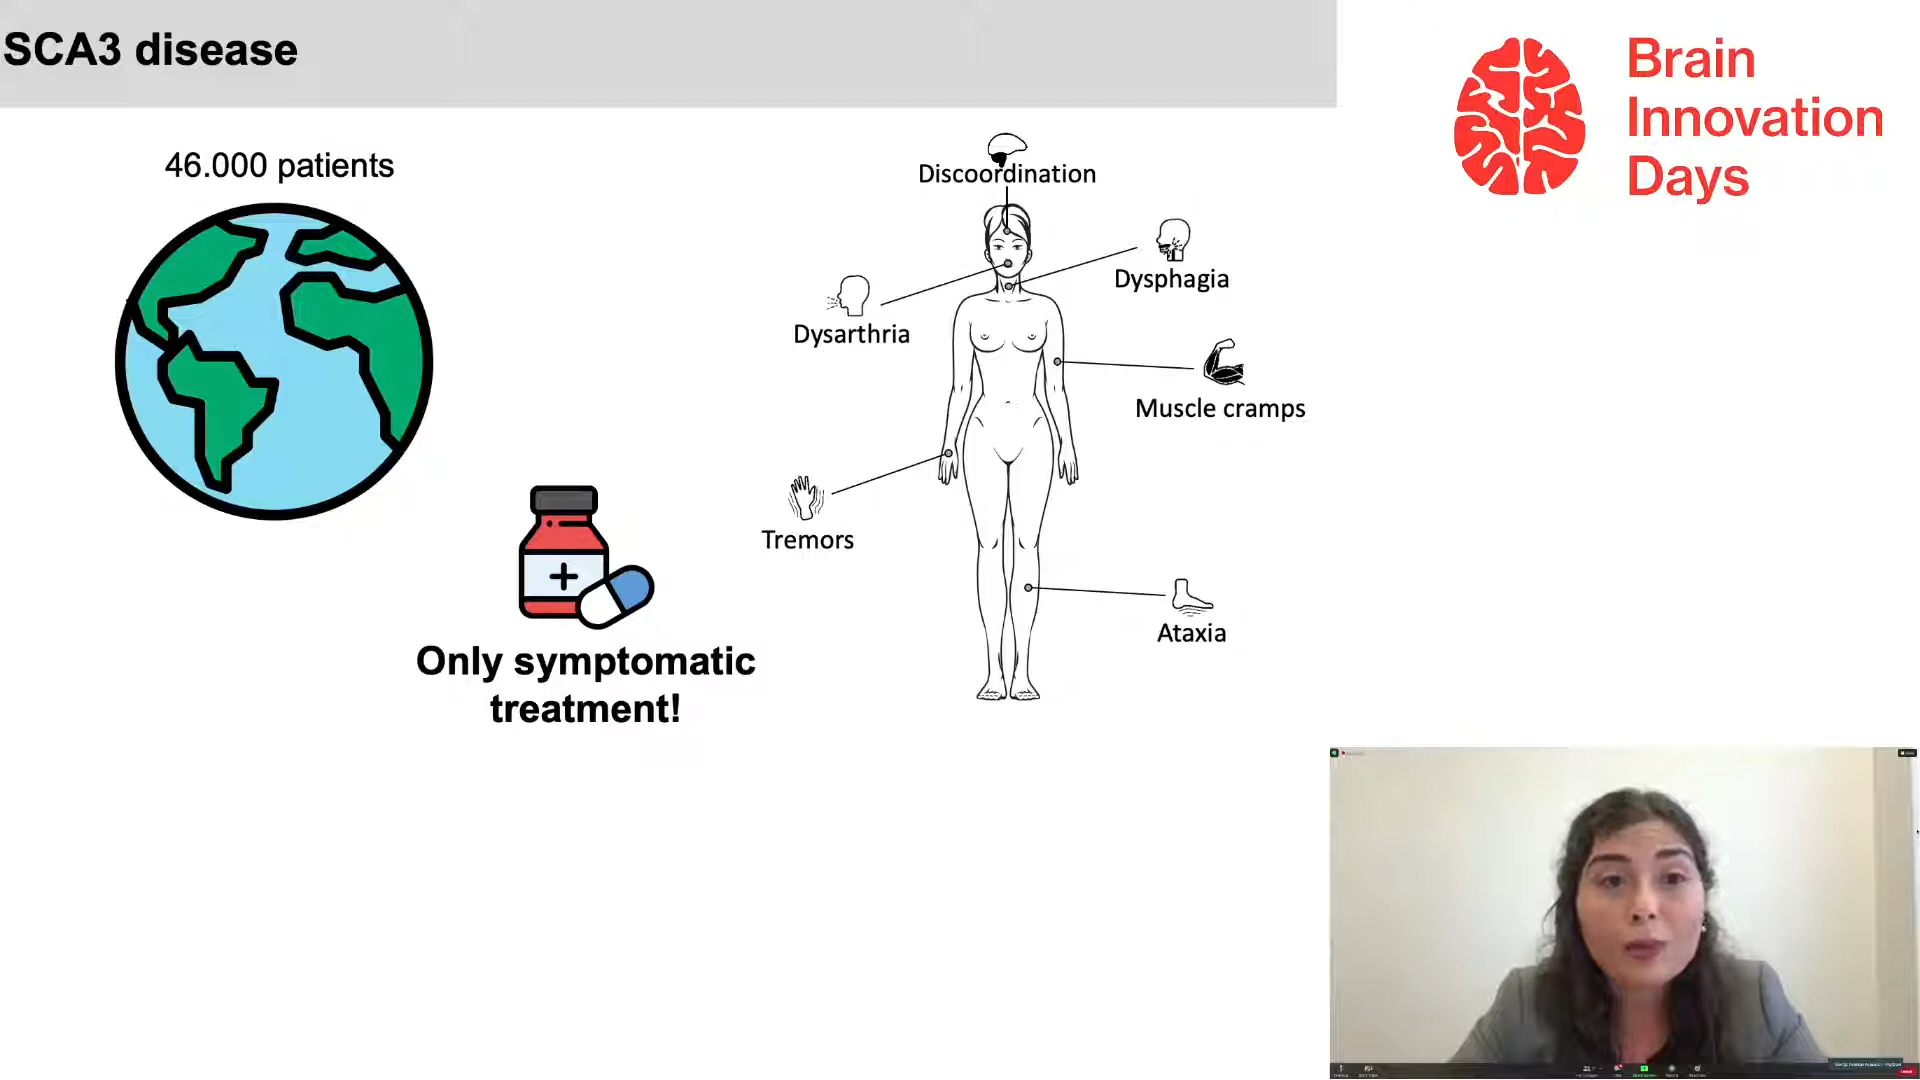 SCA3 disease
Brain
Innovation
Days
46.000 patients
Discoordination
Dysphagia
Dysarthria
Muscle cramps
Tremors
Ataxia
Only symptomatic
treatment!